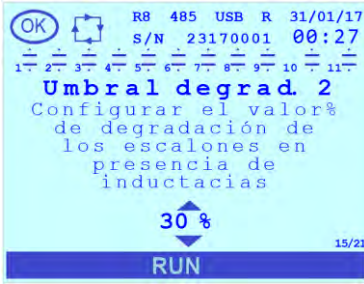 OK R8 485 USB R 31/01/17
S/N 23170001 00:27
1 2 3 4 5 6 7 8 9 10 11
Umbral degrad. 2
Configurar el valor%
de degradación de
los escalones en
presencia de
inductacias
30 %
15/21
RUN